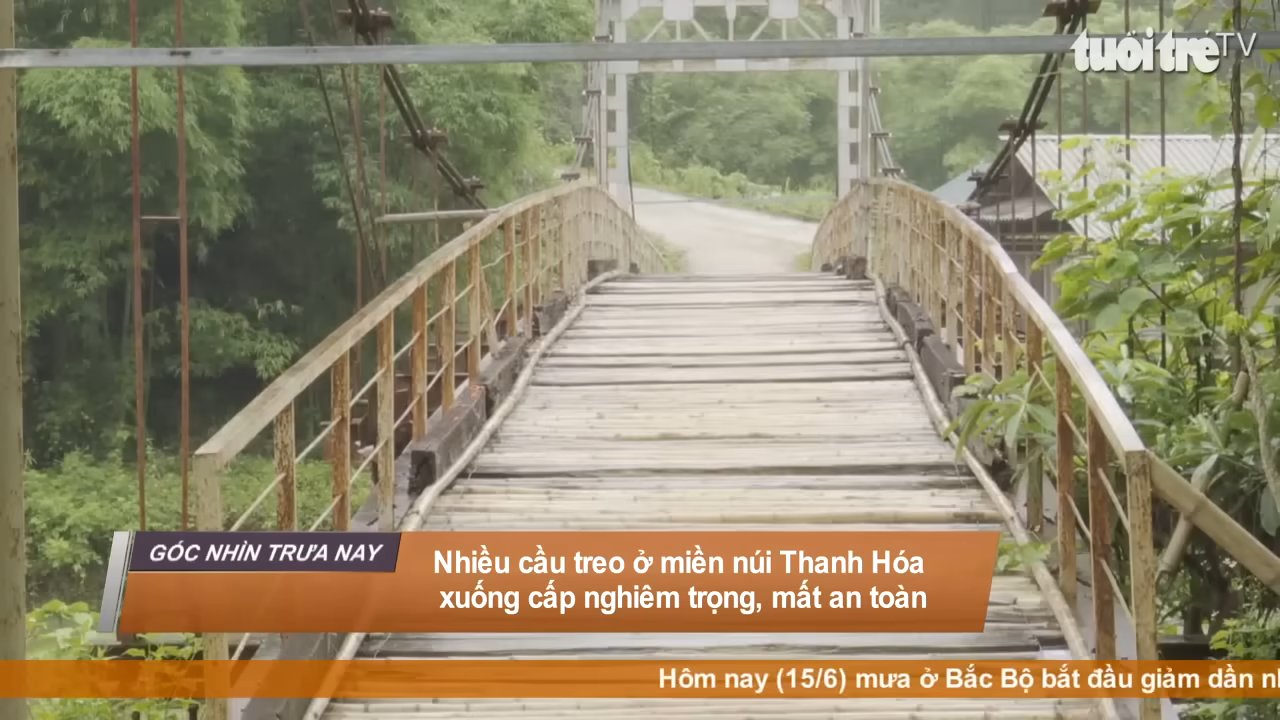 tuổi trẻ TV
GÓC NHÌN TRƯA NAY
Nhiều cầu treo ở miền núi Thanh Hóa
xuống cấp nghiêm trọng, mất an toàn
Hôm nay (15/6) mưa ở Bắc Bộ bắt đầu giảm dần